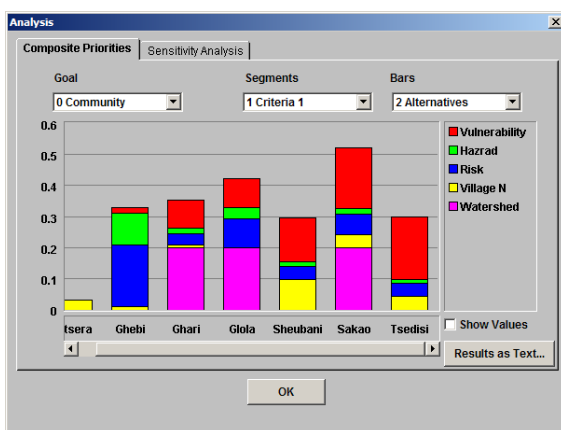 Analysis
Composite Priorities
Sensitivity Analysis
Goal
Segments
Bars
0 Community
1 Criteria 1
2 Alternatives
0.6
0.5
0.4
0.3
0.2
0.1
0
Vulnerability
Hazrad
Risk
Village N
Watershed
tsera Ghebi Ghari Glola Sheubani Sakao Tsedisi
Show Values
Results as Text...
OK